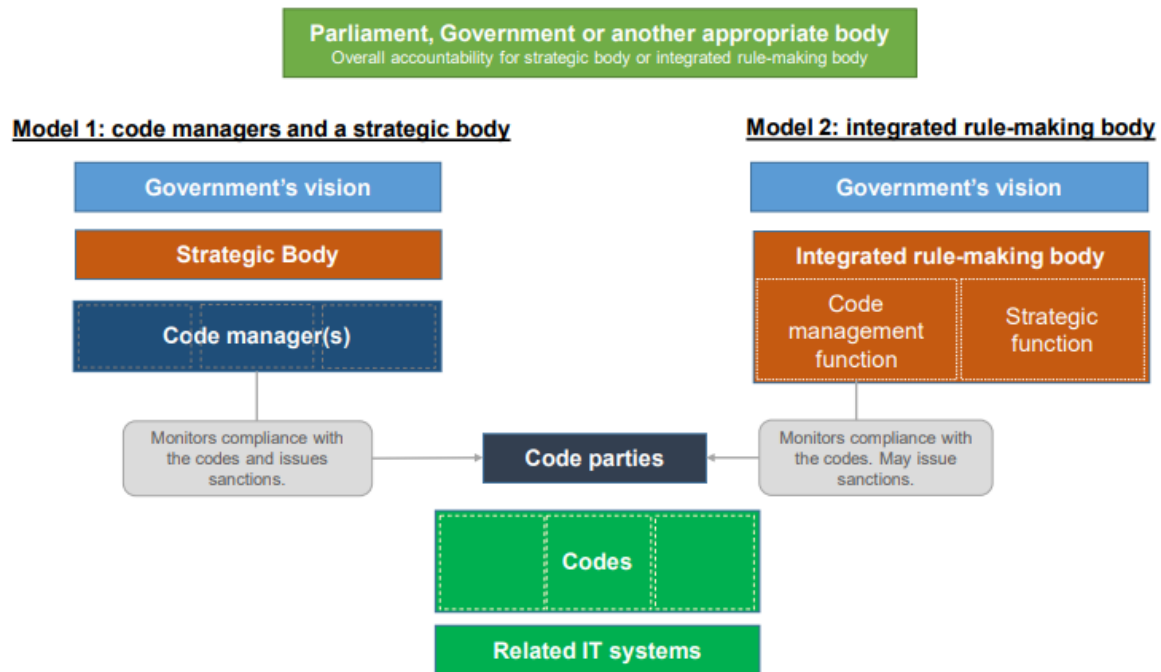 Parliament, Government or another appropriate body
Overall accountability for strategic body or integrated rule-making body
Model 1: code managers and a strategic body
Government’s vision
Strategic Body
Code manager(s)
Monitors compliance with
the codes and issues
sanctions.
Model 2: integrated rule-making body
Government’s vision
Integrated rule-making body
Code
management
function
Strategic
function
Monitors compliance with
the codes. May issue
sanctions.
Code parties
Codes
Related IT systems